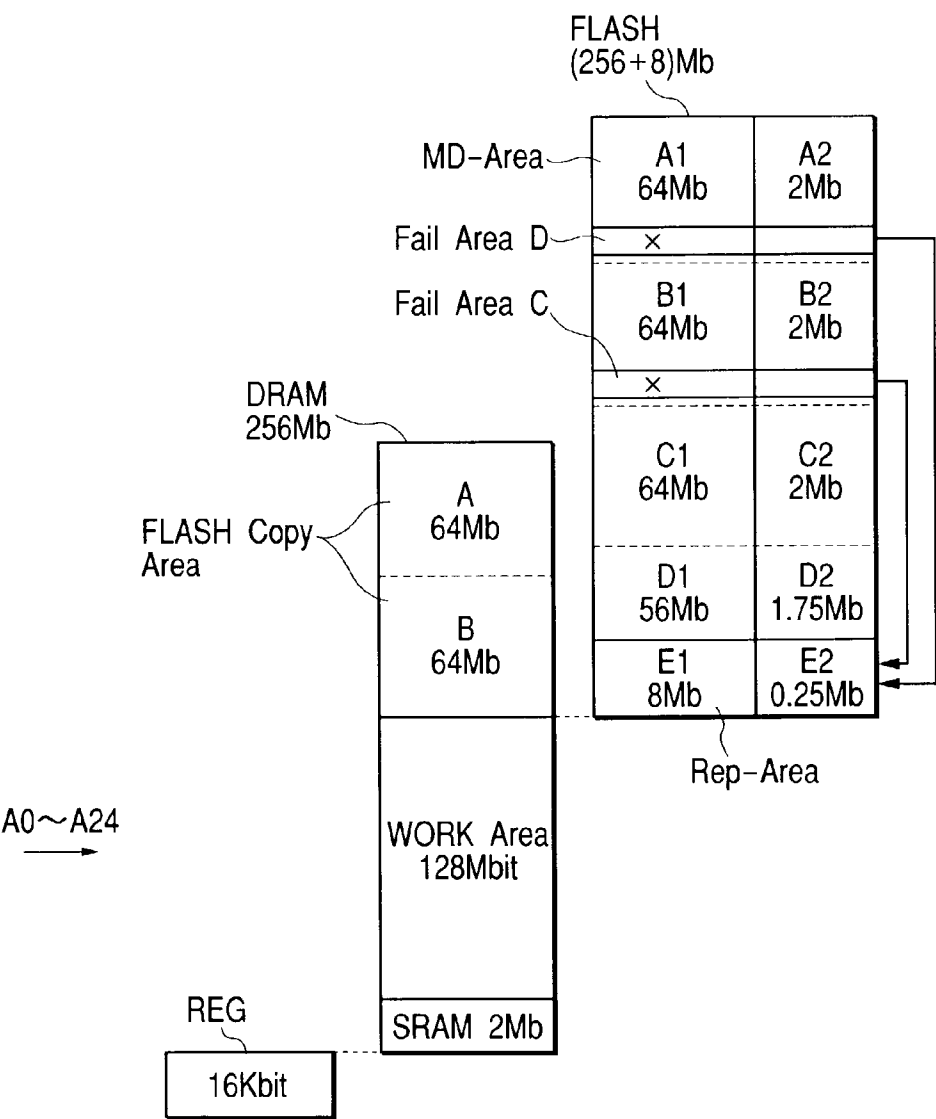 FLASH
(256+8)Mb
MD-Area
A1
64Mb
A2
2Mb
Fail Area D
×
Fail Area C
B1
64Mb
B2
2Mb
×
DRAM
256Mb
C1
64Mb
C2
2Mb
A
64Mb
FLASH Copy
Area
D1
56Mb
D2
1.75Mb
B
64Mb
E1
8Mb
E2
0.25Mb
Rep-Area
A0~A24
WORK Area
128Mbit
REG
SRAM 2Mb
16Kbit